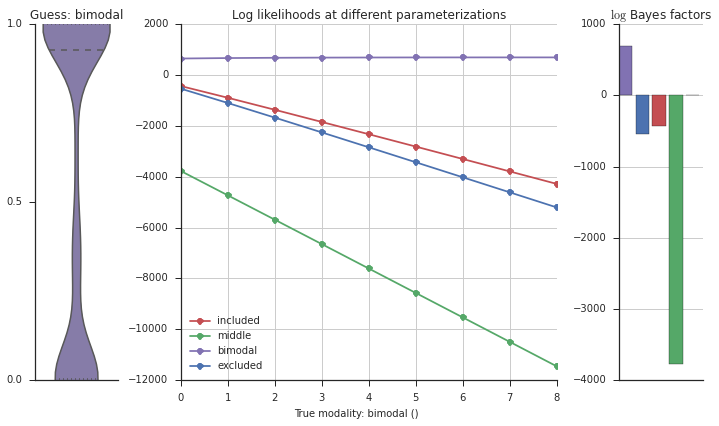 Guess: bimodal
1.0
0.5
0.0
Log likelihoods at different parameterizations
2000
0
−2000
−4000
−6000
−8000
−10000
−12000
included
middle
bimodal
excluded
0 1 2 3 4 5 6 7 8
True modality: bimodal ()
log Bayes factors
1000
0
−1000
−2000
−3000
−4000